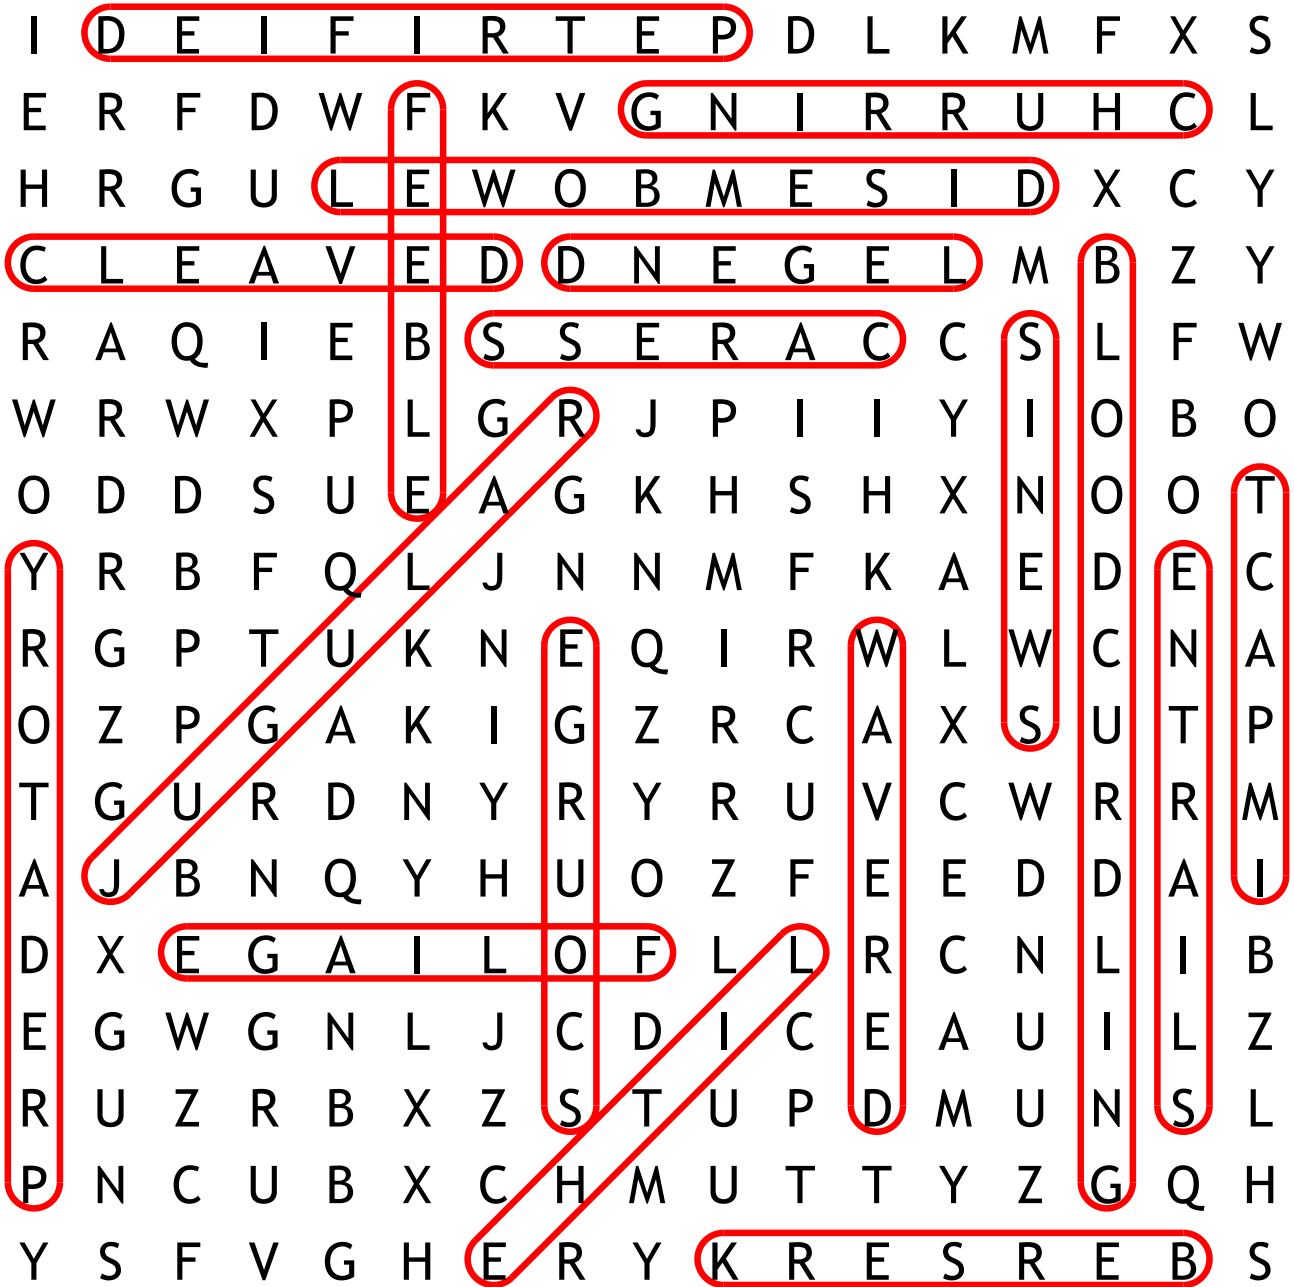 I D E I F I R T E P D L K M F X S
E R F D W F K V G N I R R U H C L
H R G U L E W O B M E S I D X C Y
C L E A V E D D N E G E L M B Z Y
R A Q I E B S S E R A C C S L F W
W R W X P L G R J P I I Y I O B O
O D D S U E A G K H S H X N O O T
Y R B F Q L J N N M F K A E D E C
R G P T U K N E Q I R W L W C N A
O Z P G A K I G Z R C A X S U T P
T G U R D N Y R Y R U V C W R R M
A J B N Q Y H U O Z F E E D D A I
D X E G A I L O F L L R C N L I B
E G W G N L J C D I C E A U I L Z
R U Z R B X Z S T U P D M U N S L
P N C U B X C H M U T T Y Z G Q H
Y S F V G H E R Y K R E S R E B S